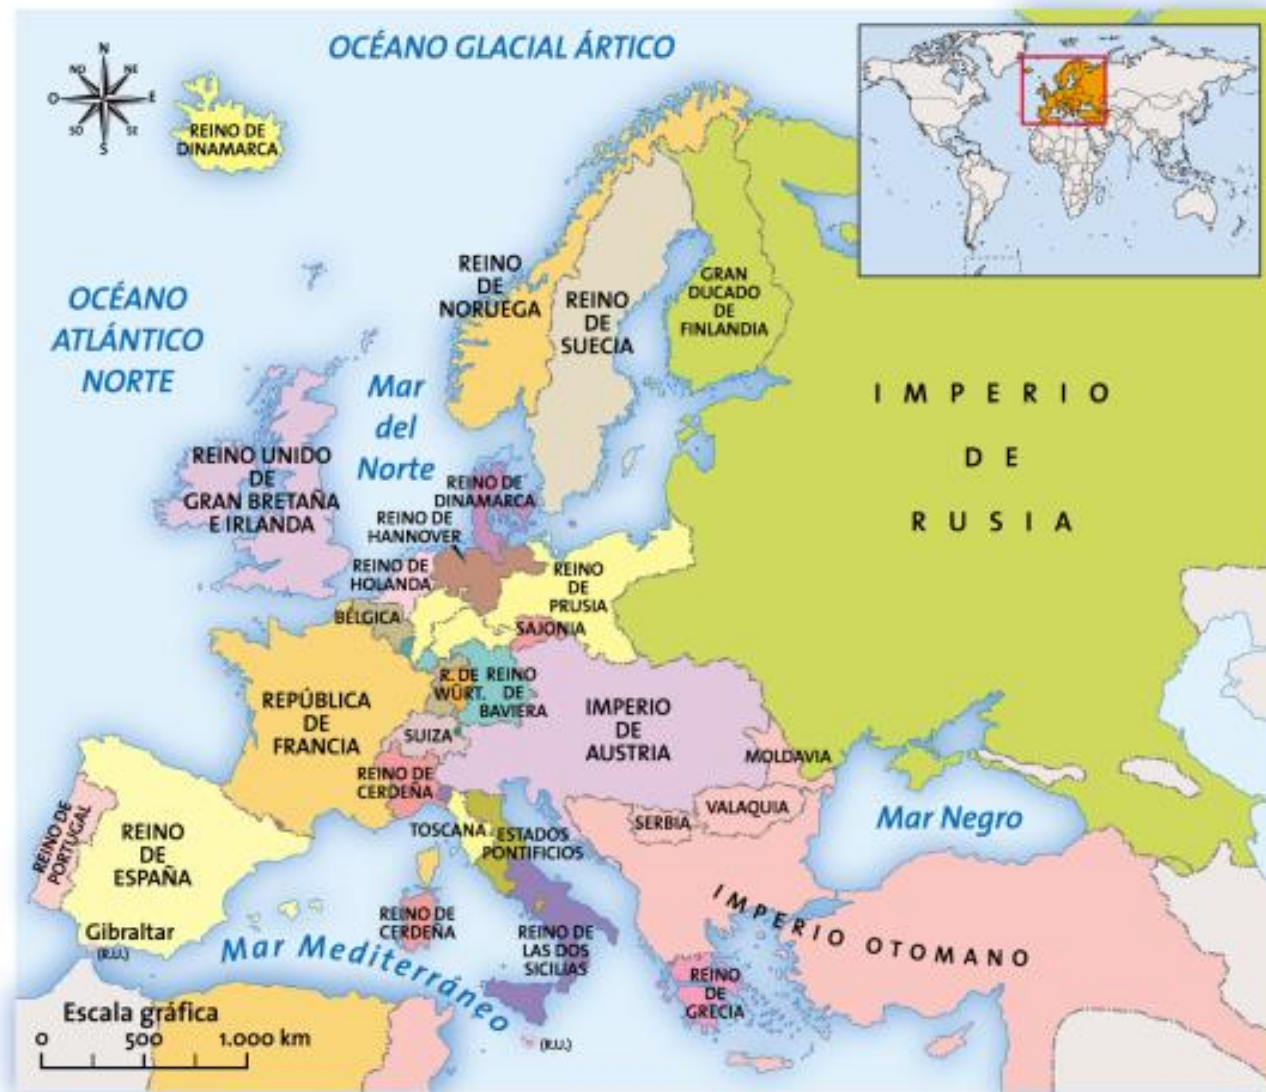 OCÉANO GLACIAL ÁRTICO
N
NO
NE
O
E
SO
SE
S
REINO DE
DINAMARCA
OCÉANO
ATLÁNTICO
NORTE
REINO
DE
NORUEGA
REINO
DE
SUECIA
GRAN
DUCADO
DE
FINLANDIA
IMPERIO
DE
RUSIA
Mar
del
Norte
REINO UNIDO
DE
GRAN BRETAÑA
E IRLANDA
REINO DE
DINAMARCA
REINO DE
HANNOVER
REINO DE
HOLANDA
REINO
DE
PRUSIA
BÉLGICA
SAJONIA
R. DE
WÜRT.
REINO
DE
BAVIERA
REPÚBLICA
DE
FRANCIA
SUIZA
IMPERIO
DE
AUSTRIA
REINO DE
CERDEÑA
MOLDAVIA
VALAQUIA
SERBIA
Mar Negro
TOSCANA
ESTADOS
PONTIFICIOS
REINO DE
PORTUGAL
REINO
DE
ESPAÑA
Gibraltar
(R.U.)
REINO DE
CERDEÑA
Mar Mediterráneo
REINO DE
LAS DOS
SICILIAS
IMPERIO OTOMANO
REINO
DE
GRECIA
(R.U.)
Escala gráfica
0 500 1.000 km